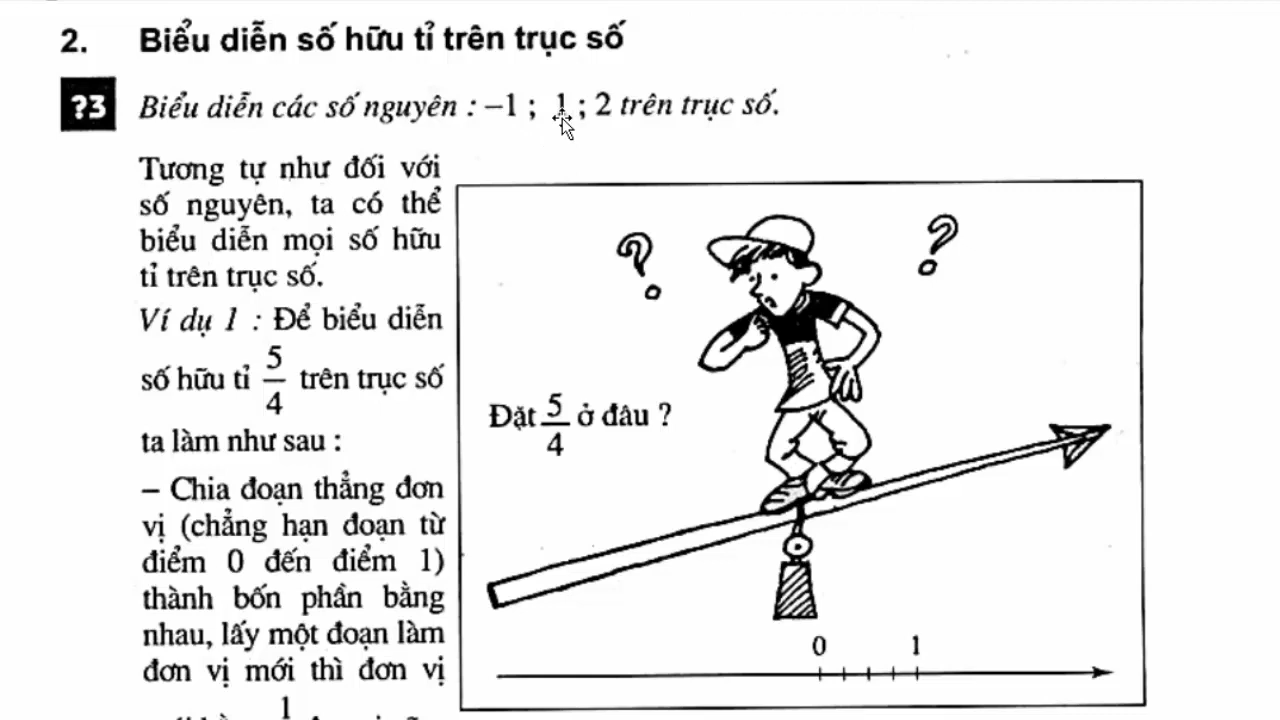 2. Biểu diễn số hữu tỉ trên trục số
?3 Biểu diễn các số nguyên : –1 ; 1 ; 2 trên trục số.
Tương tự như đối với
số nguyên, ta có thể
biểu diễn mọi số hữu
tỉ trên trục số.
Ví dụ 1 : Để biểu diễn
số hữu tỉ 5/4 trên trục số
ta làm như sau :
– Chia đoạn thẳng đơn
vị (chẳng hạn đoạn từ
điểm 0 đến điểm 1)
thành bốn phần bằng
nhau, lấy một đoạn làm
đơn vị mới thì đơn vị
1
? ?
Đặt 5/4 ở đâu ?
0 1